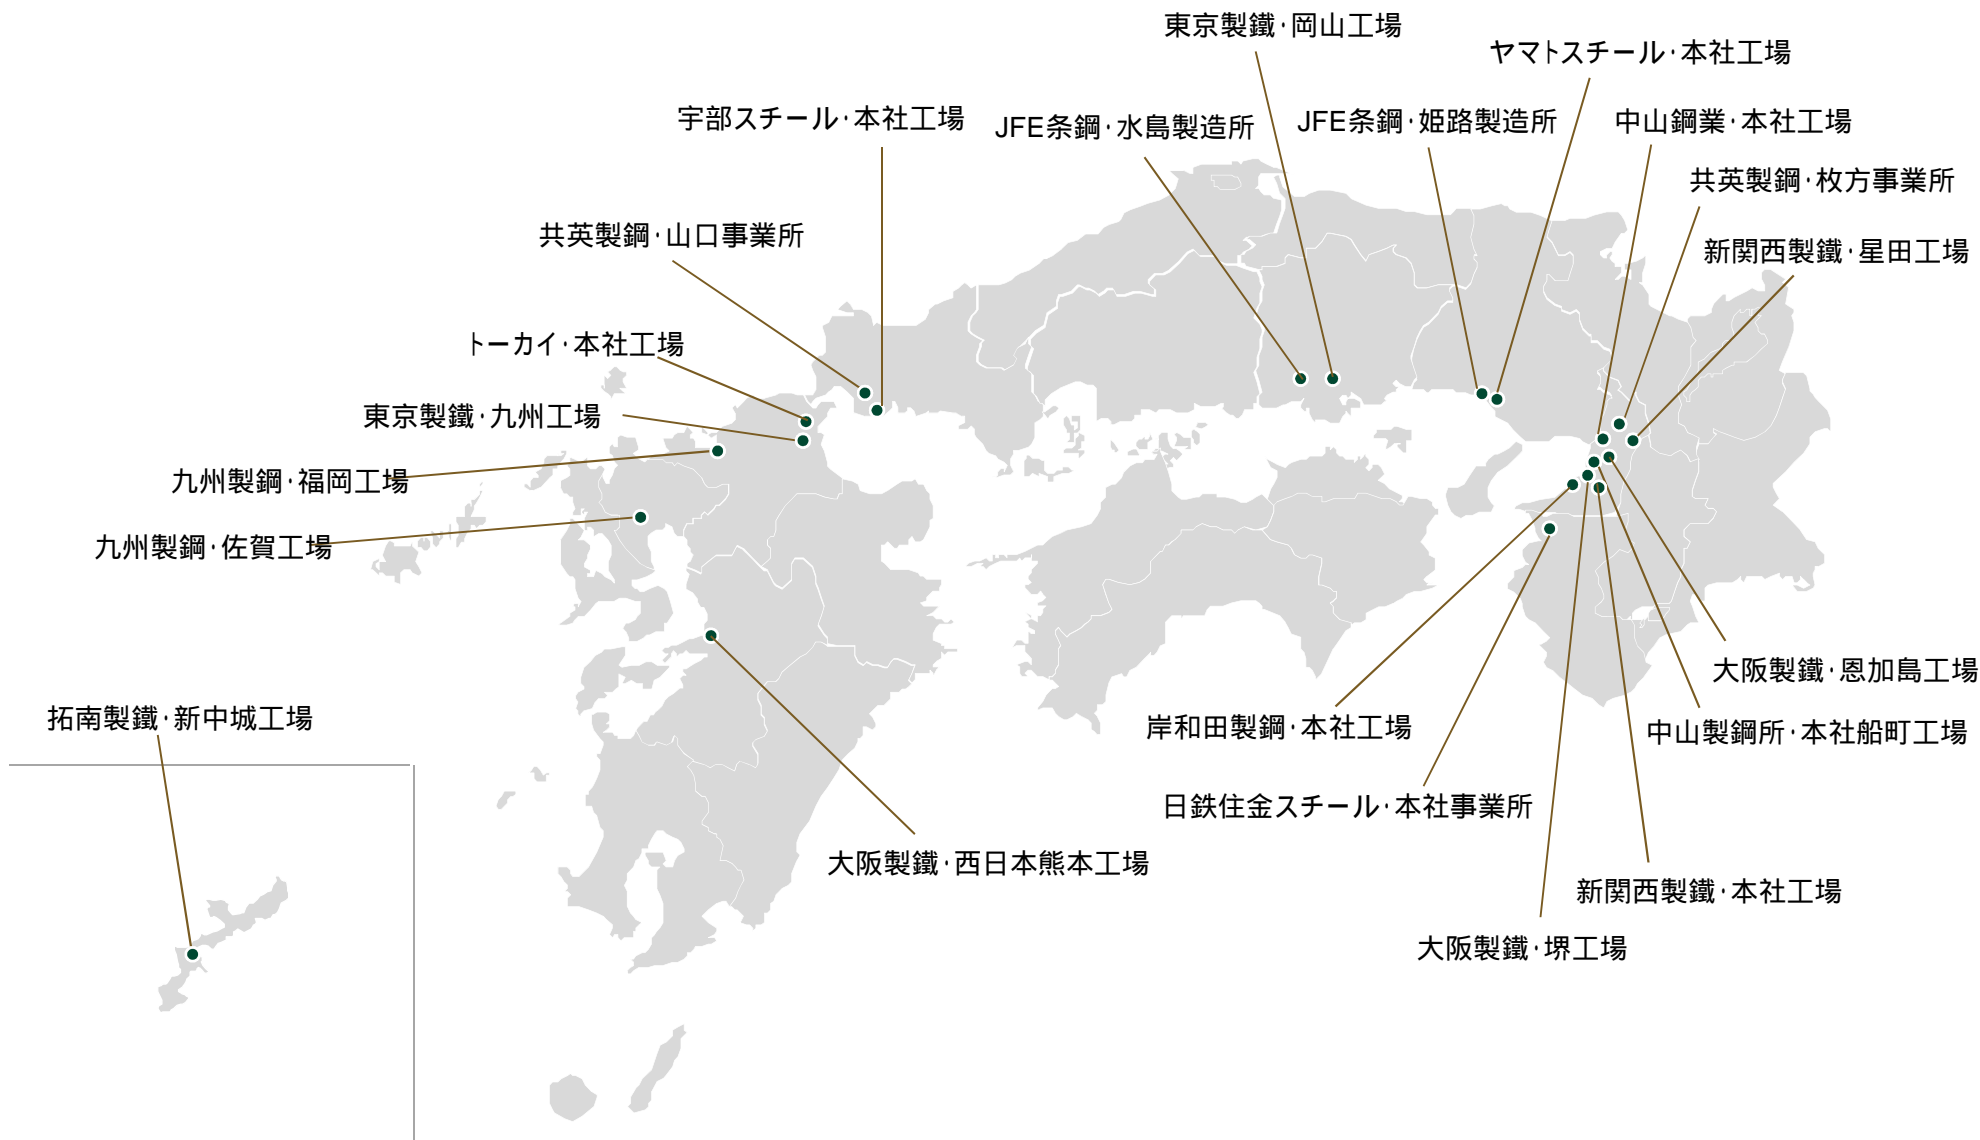 東京製鐵･岡山工場
ヤマトスチール･本社工場
宇部スチール･本社工場
JFE条鋼･水島製造所
JFE条鋼･姫路製造所
中山鋼業･本社工場
共英製鋼･枚方事業所
共英製鋼･山口事業所
新関西製鐵･星田工場
トーカイ･本社工場
東京製鐵･九州工場
九州製鋼･福岡工場
九州製鋼･佐賀工場
大阪製鐵･恩加島工場
拓南製鐵･新中城工場
岸和田製鋼･本社工場
中山製鋼所･本社船町工場
日鉄住金スチール･本社事業所
大阪製鐵･西日本熊本工場
新関西製鐵･本社工場
大阪製鐵･堺工場